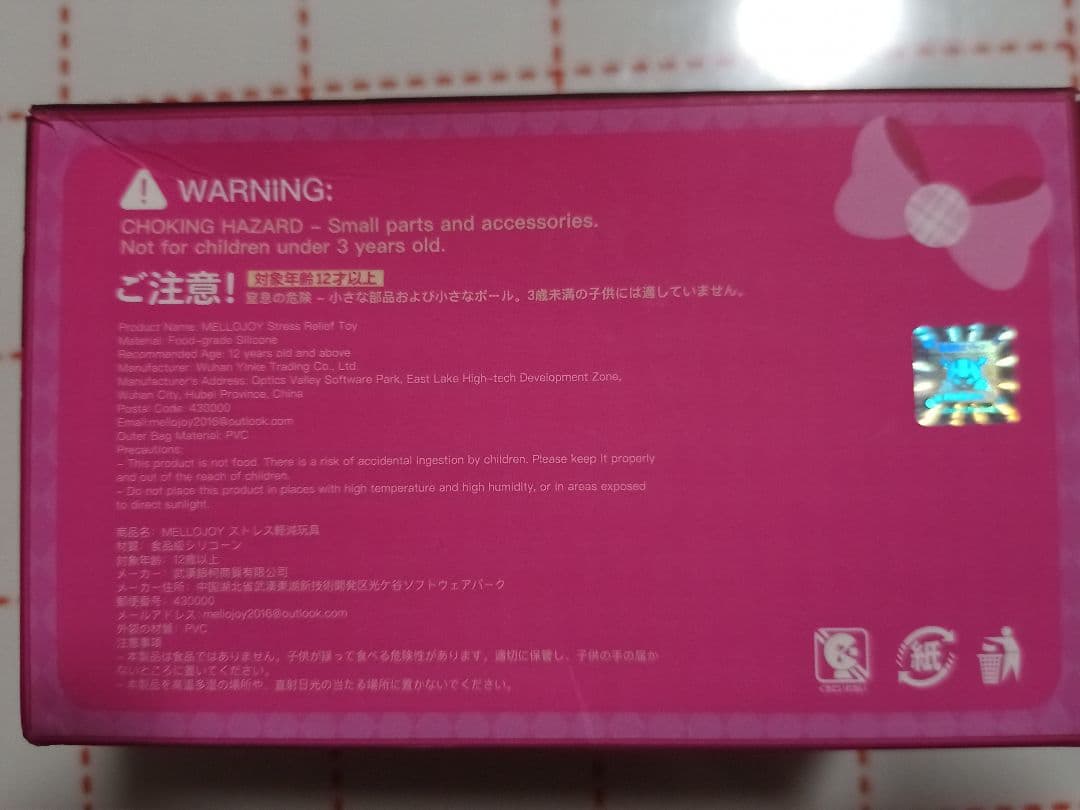 WARNING:
CHOKING HAZARD – Small parts and accessories.
Not for children under 3 years old.
ご注意! 対象年齢12才以上
窒息の危険 – 小さな部品および小さなボール。3歳未満の子供には適していません。
Product Name: MELLOJOY Stress Relief Toy
Material: Food-grade Silicone
Recommended Age: 12 years old and above
Manufacturer: Wuhan Yinke Trading Co., Ltd.
Manufacturer's Address: Optics Valley Software Park, East Lake High-tech Development Zone,
Wuhan City, Hubei Province, China
Postal Code: 430000
Email:mellojoy2016@outlook.com
Outer Bag Material: PVC
Precautions:
– This product is not food. There is a risk of accidental ingestion by children. Please keep it properly
and out of the reach of children.
– Do not place this product in places with high temperature and high humidity, or in areas exposed
to direct sunlight.
商品名: MELLOJOY ストレス軽減玩具
材質: 食品級シリコーン
対象年齢: 12歳以上
メーカー: 武漢銀柯商貿有限公司
メーカー住所: 中国湖北省武漢東湖新技術開発区光ケ谷ソフトウェアパーク
郵便番号: 430000
メールアドレス:mellojoy2016@outlook.com
外袋の材質: PVC
注意事項
– 本製品は食品ではありません。子供が誤って食べる危険性があります。適切に保管し、子供の手の届か
ないところに置いてください。
– 本製品を高温多湿の場所や、直射日光の当たる場所に置かないでください。
紙